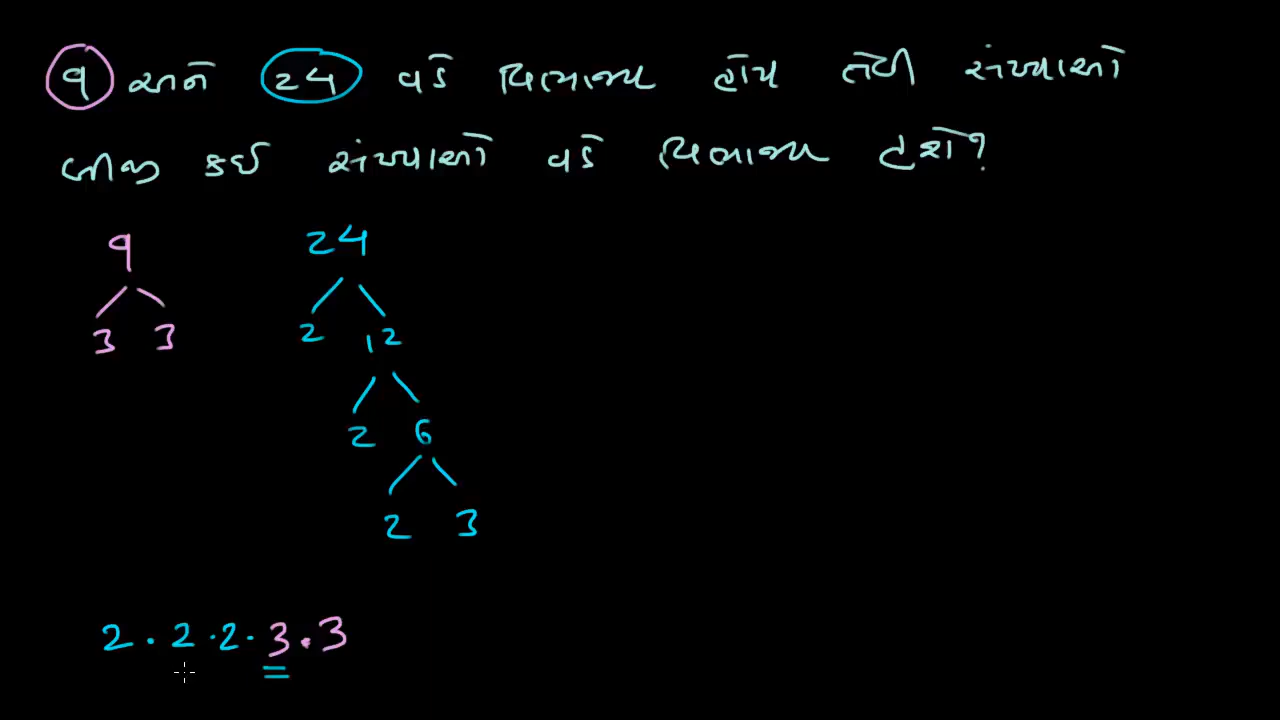 9 અને 24 વડે વિભાજ્ય હોય તેવી સંખ્યાઓ
બીજી કઈ સંખ્યાઓ વડે વિભાજ્ય હશે?
9 24
3 3 2 12
2 6
2 3
2 · 2 · 2 · 3 · 3